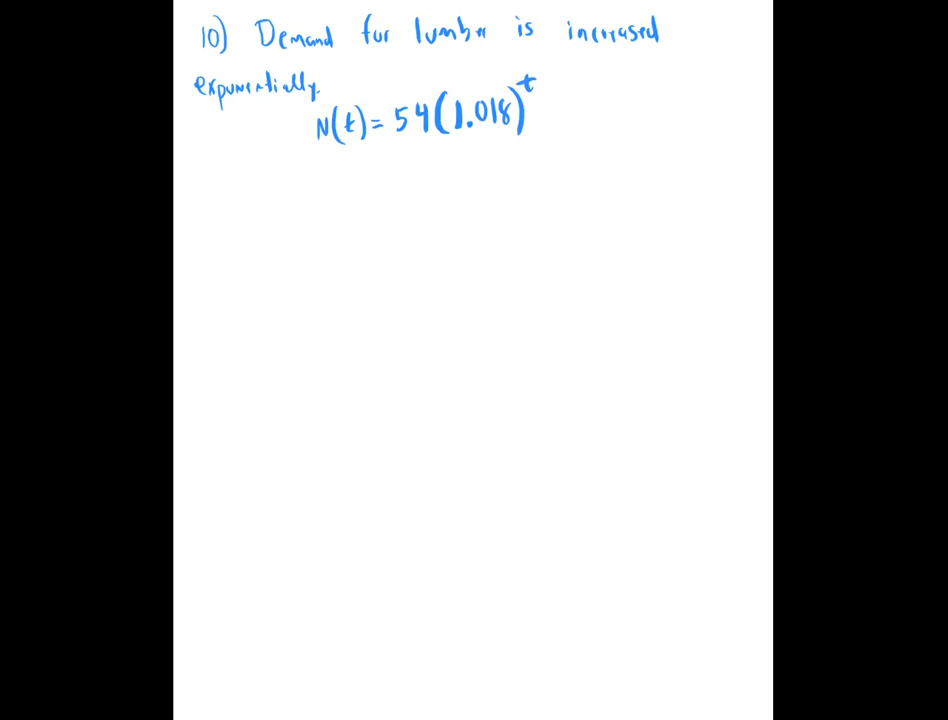 10) Demand for lumber is increased
exponentially.
N(t) = 54(1.018)^t